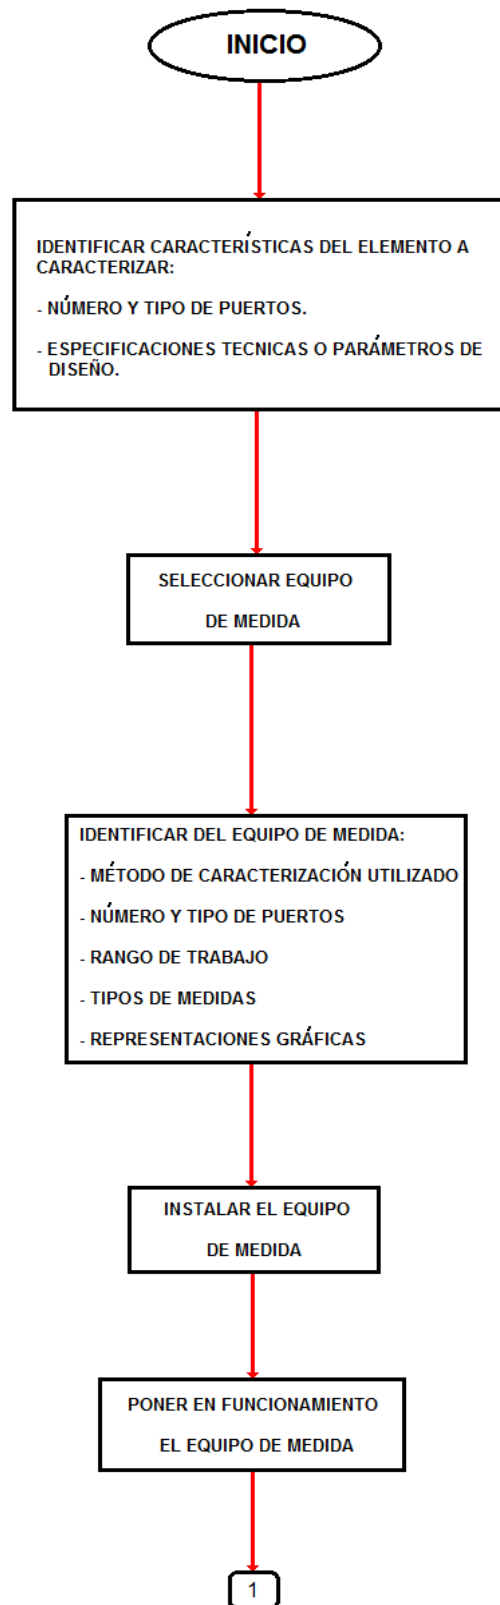 INICIO
IDENTIFICAR CARACTERÍSTICAS DEL ELEMENTO A
CARACTERIZAR:
- NÚMERO Y TIPO DE PUERTOS.
- ESPECIFICACIONES TECNICAS O PARÁMETROS DE
DISEÑO.
SELECCIONAR EQUIPO
DE MEDIDA
IDENTIFICAR DEL EQUIPO DE MEDIDA:
- MÉTODO DE CARACTERIZACIÓN UTILIZADO
- NÚMERO Y TIPO DE PUERTOS
- RANGO DE TRABAJO
- TIPOS DE MEDIDAS
- REPRESENTACIONES GRÁFICAS
INSTALAR EL EQUIPO
DE MEDIDA
PONER EN FUNCIONAMIENTO
EL EQUIPO DE MEDIDA
1